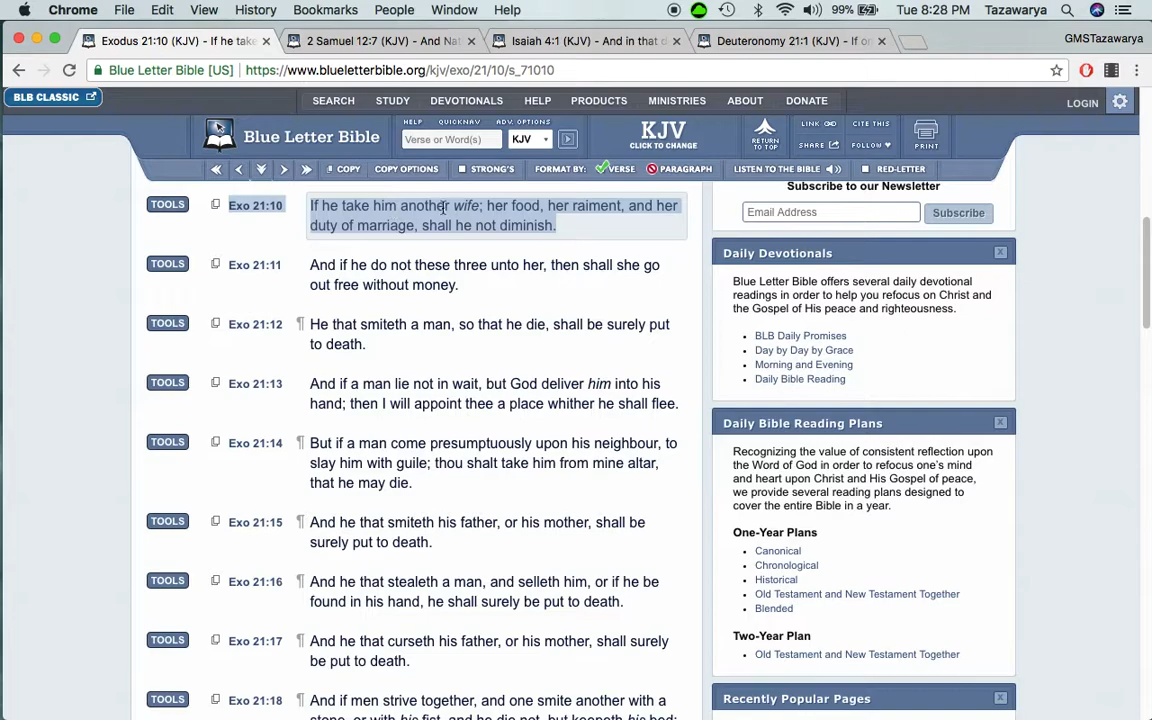 Chrome File Edit View History Bookmarks People Window Help 99% Tue 8:28 PM Tazawarya
Exodus 21:10 (KJV) - If he take × 2 Samuel 12:7 (KJV) - And Nat × Isaiah 4:1 (KJV) - And in that d × Deuteronomy 21:1 (KJV) - If on × GMSTazawarya
Blue Letter Bible [US] https://www.blueletterbible.org/kjv/exo/21/10/s_71010
BLB CLASSIC SEARCH STUDY DEVOTIONALS HELP PRODUCTS MINISTRIES ABOUT DONATE LOGIN
Blue Letter Bible
HELP QUICKNAV ADV. OPTIONS
Verse or Word(s) KJV
KJV
CLICK TO CHANGE
RETURN
TO TOP
LINK CITE THIS
SHARE FOLLOW
PRINT
COPY COPY OPTIONS STRONG'S FORMAT BY: VERSE PARAGRAPH LISTEN TO THE BIBLE RED-LETTER
TOOLS Exo 21:10 If he take him another wife; her food, her raiment, and her
duty of marriage, shall he not diminish.
TOOLS Exo 21:11 And if he do not these three unto her, then shall she go
out free without money.
TOOLS Exo 21:12 ¶ He that smiteth a man, so that he die, shall be surely put
to death.
TOOLS Exo 21:13 And if a man lie not in wait, but God deliver him into his
hand; then I will appoint thee a place whither he shall flee.
TOOLS Exo 21:14 ¶ But if a man come presumptuously upon his neighbour, to
slay him with guile; thou shalt take him from mine altar,
that he may die.
TOOLS Exo 21:15 ¶ And he that smiteth his father, or his mother, shall be
surely put to death.
TOOLS Exo 21:16 ¶ And he that stealeth a man, and selleth him, or if he be
found in his hand, he shall surely be put to death.
TOOLS Exo 21:17 ¶ And he that curseth his father, or his mother, shall surely
be put to death.
TOOLS Exo 21:18 ¶ And if men strive together, and one smite another with a
stone, or with his fist, and he die not, but keepeth his bed:
Subscribe to our Newsletter
Email Address Subscribe
Daily Devotionals
Blue Letter Bible offers several daily devotional
readings in order to help you refocus on Christ and
the Gospel of His peace and righteousness.
BLB Daily Promises
Day by Day by Grace
Morning and Evening
Daily Bible Reading
Daily Bible Reading Plans
Recognizing the value of consistent reflection upon
the Word of God in order to refocus one's mind
and heart upon Christ and His Gospel of peace,
we provide several reading plans designed to
cover the entire Bible in a year.
One-Year Plans
Canonical
Chronological
Historical
Old Testament and New Testament Together
Blended
Two-Year Plan
Old Testament and New Testament Together
Recently Popular Pages